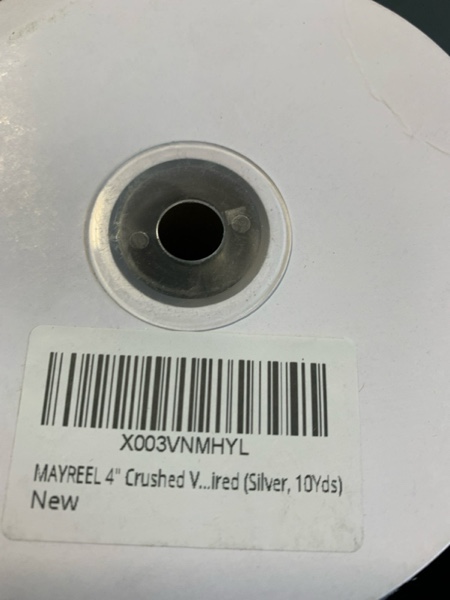 X003VNMHYL
MAYREEL 4" Crushed V...ired (Silver, 10Yds)
New